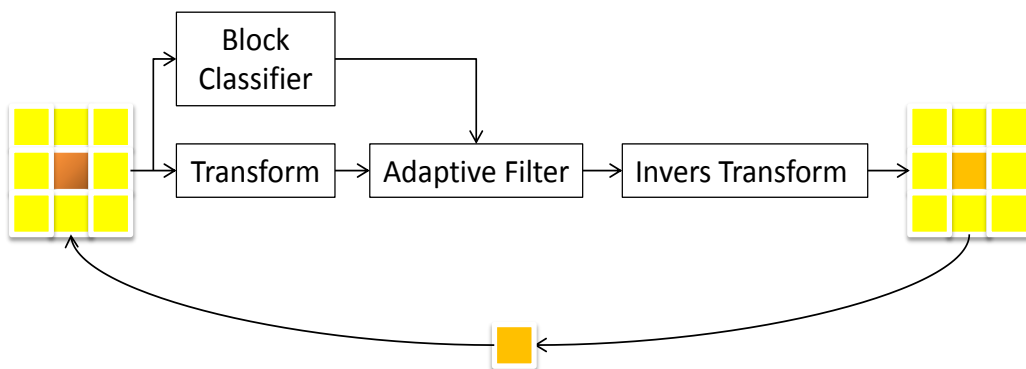 Block
Classifier
Transform
Adaptive Filter
Invers Transform